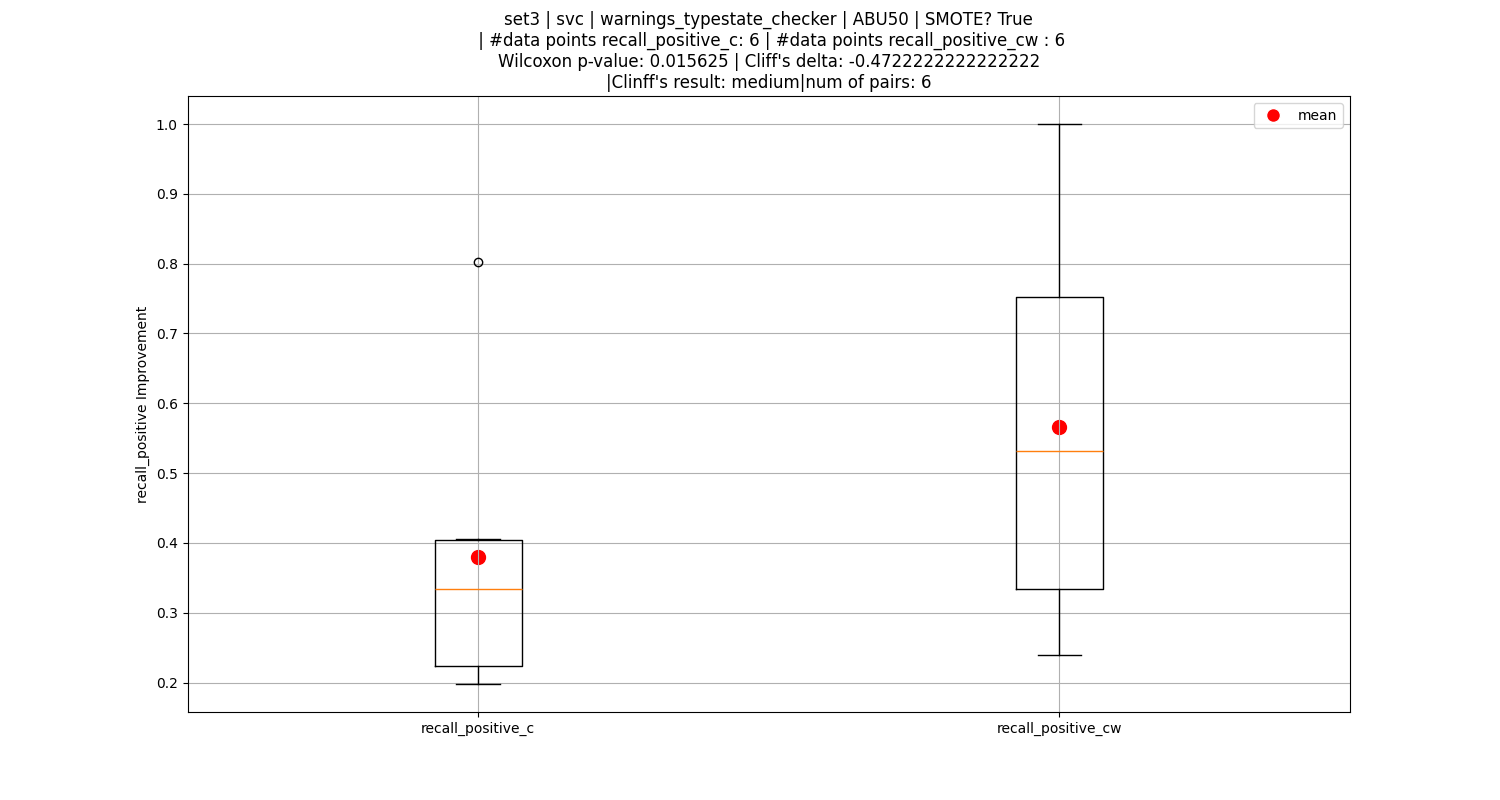 set3 | svc | warnings_typestate_checker | ABU50 | SMOTE? True
| #data points recall_positive_c: 6 | #data points recall_positive_cw : 6
Wilcoxon p-value: 0.015625 | Cliff's delta: -0.4722222222222222
|Clinff's result: medium|num of pairs: 6
mean
1.0
0.9
0.8
0.7
0.6
0.5
0.4
0.3
0.2
recall_positive Improvement
recall_positive_c
recall_positive_cw